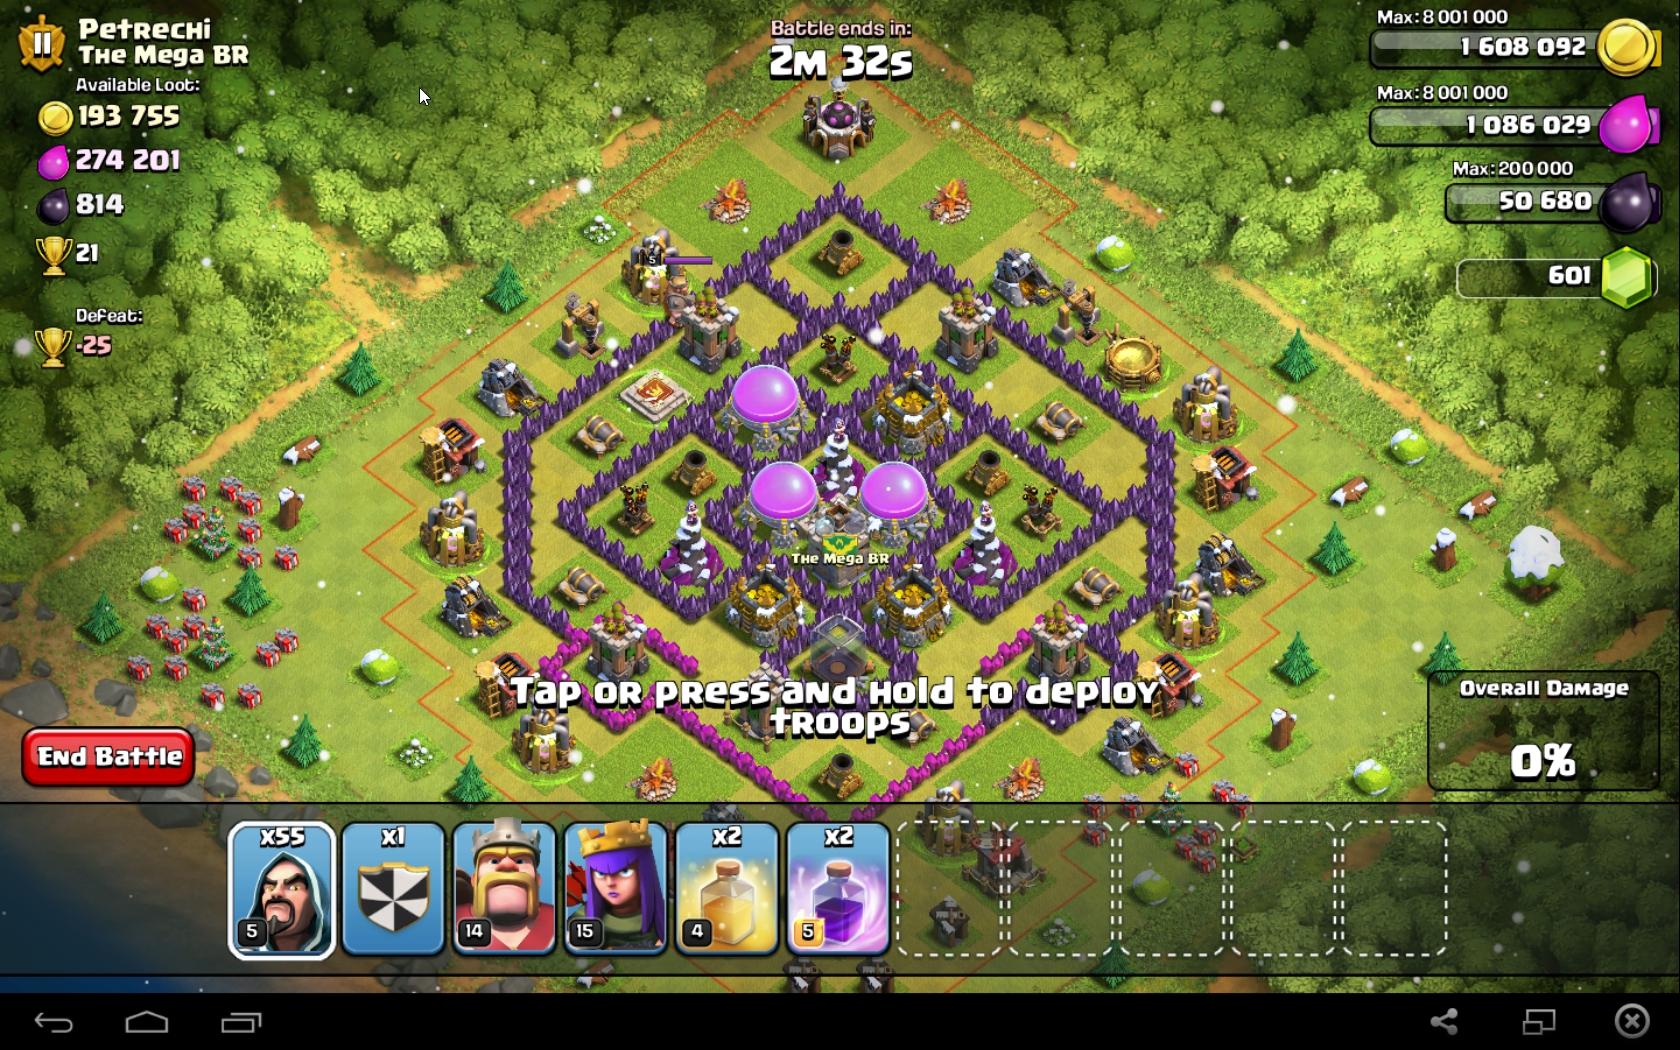 Petrechi
The Mega BR
Available Loot:
193 755
274 201
814
21
Defeat:
-25
Battle ends in:
2M 32s
Max: 8 001 000
1 608 092
Max: 8 001 000
1 086 029
Max: 200 000
50 680
601
5
The Mega BR
Tap or press and hold to deploy
troops
End Battle
Overall Damage
0%
x55
x1
x2
x2
5
14
15
4
5